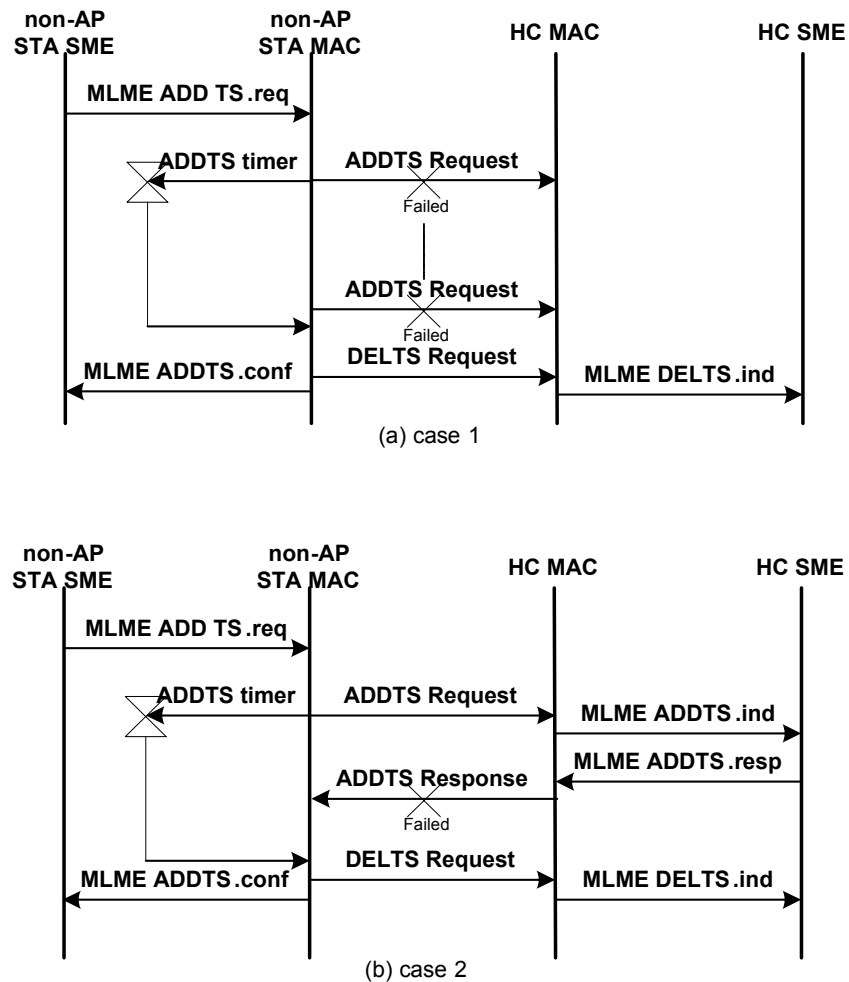 non-AP
STA SME
non-AP
STA MAC
HC MAC
HC SME
MLME ADD TS.req
ADDTS timer
ADDTS Request
Failed
ADDTS Request
Failed
DELTS Request
MLME ADDTS.conf
MLME DELTS.ind
(a) case 1
non-AP
STA SME
non-AP
STA MAC
HC MAC
HC SME
MLME ADD TS.req
ADDTS timer
ADDTS Request
MLME ADDTS.ind
MLME ADDTS.resp
ADDTS Response
Failed
DELTS Request
MLME ADDTS.conf
MLME DELTS.ind
(b) case 2